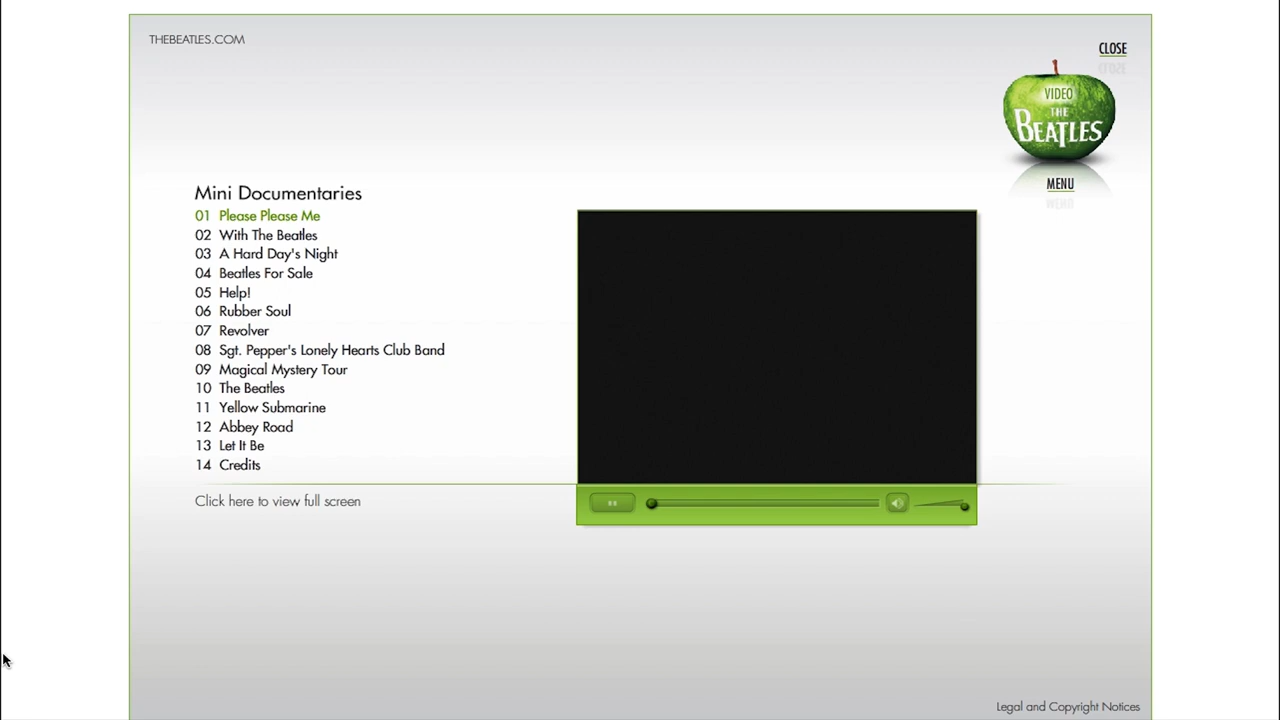 THEBEATLES.COM
CLOSE
VIDEO
THE
BEATLES
MENU
Mini Documentaries
01 Please Please Me
02 With The Beatles
03 A Hard Day's Night
04 Beatles For Sale
05 Help!
06 Rubber Soul
07 Revolver
08 Sgt. Pepper's Lonely Hearts Club Band
09 Magical Mystery Tour
10 The Beatles
11 Yellow Submarine
12 Abbey Road
13 Let It Be
14 Credits
Click here to view full screen
Legal and Copyright Notices